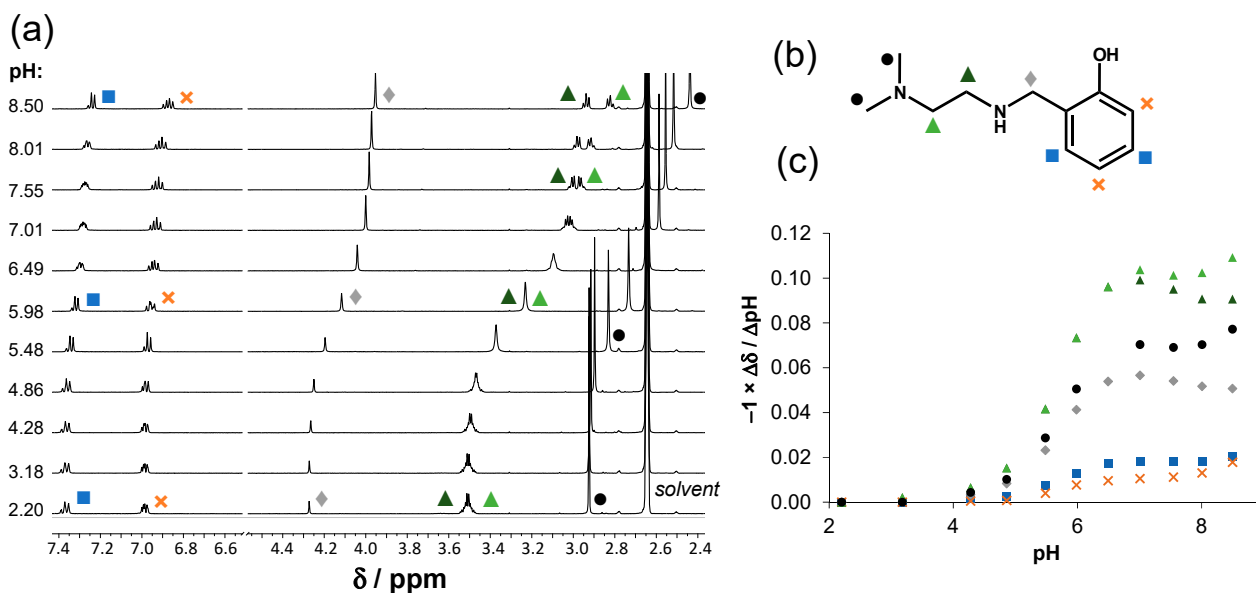 (a)
pH:
8.50
8.01
7.55
7.01
6.49
5.98
5.48
4.86
4.28
3.18
2.20
solvent
7.4 7.2 7.0 6.8 6.6 4.2 4.0 3.8 3.6 3.4 3.2 3.0 2.8 2.6 2.4
δ / ppm
(b)
OH
N
N
H
(c)
−1 × Δδ / ΔpH
0.12
0.10
0.08
0.06
0.04
0.02
0.00
2 4 6 8
pH